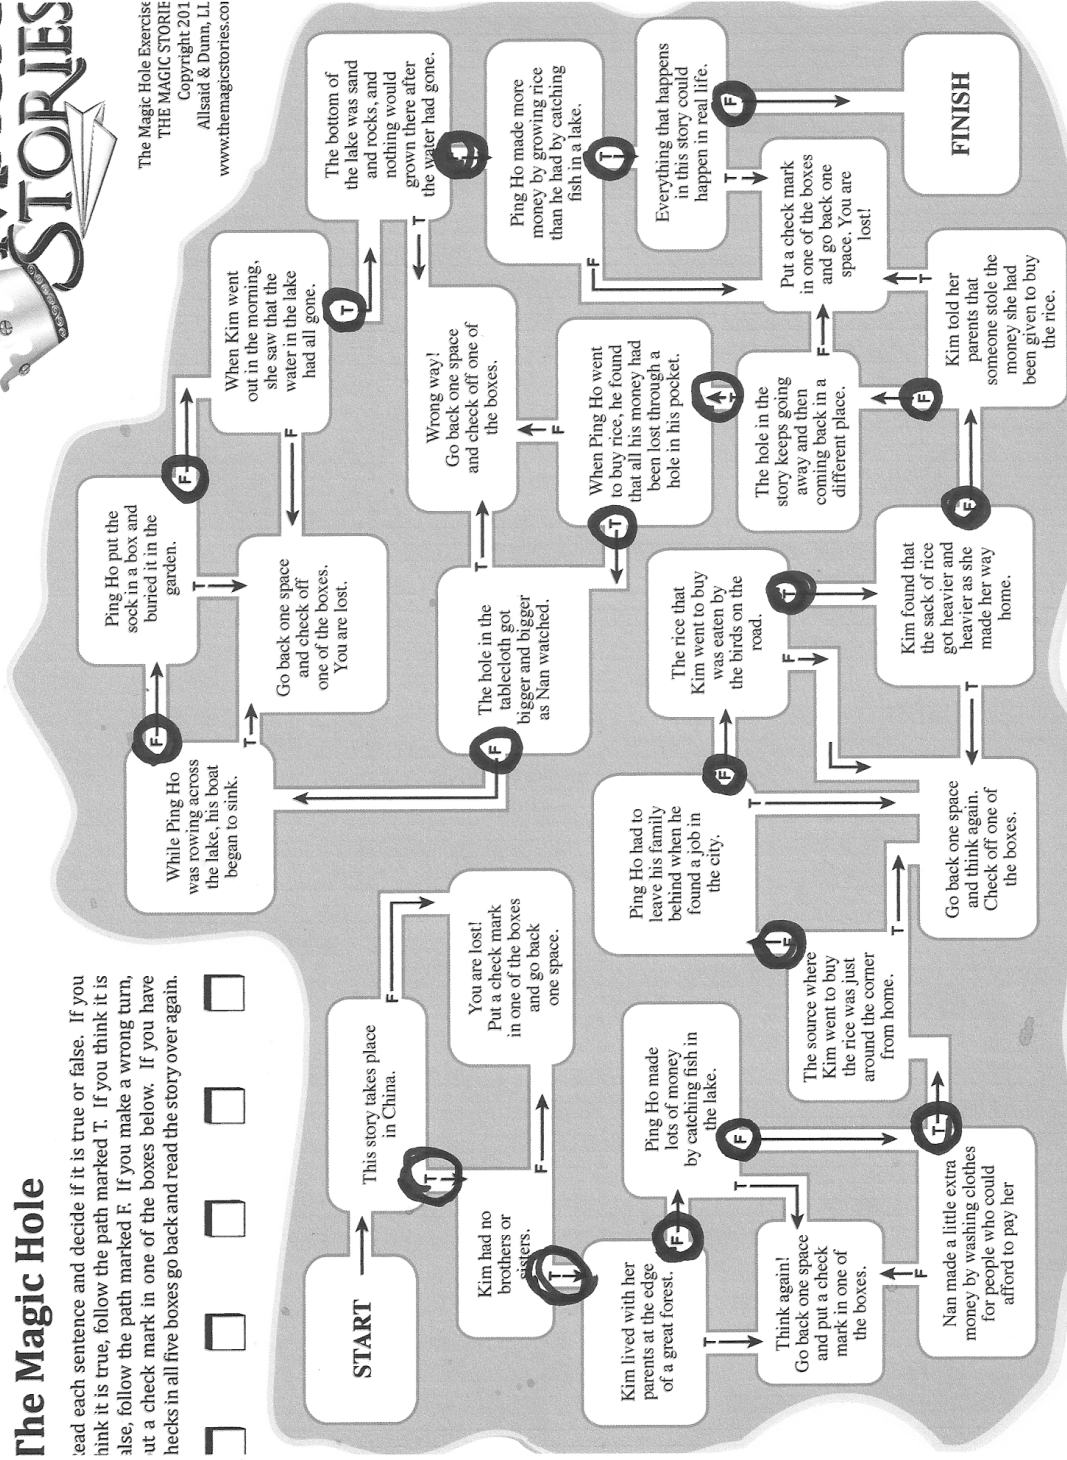 The Magic Hole
ead each sentence and decide if it is true or false. If you
hink it is true, follow the path marked T. If you think it is
alse, follow the path marked F. If you make a wrong turn,
ut a check mark in one of the boxes below. If you have
hecks in all five boxes go back and read the story over again.
STORIES
The Magic Hole Exercise
THE MAGIC STORIE
Copyright 201
Allsaid & Dunn, LL
www.themagicstories.co
START
This story takes place
in China.
T
F
You are lost!
Put a check mark
in one of the boxes
and go back
one space.
Kim had no
brothers or
sisters.
T
F
Kim lived with her
parents at the edge
of a great forest.
T
F
Ping Ho made
lots of money
by catching fish in
the lake.
T
F
Think again!
Go back one space
and put a check
mark in one of
the boxes.
Nan made a little extra
money by washing clothes
for people who could
afford to pay her
F
T
The source where
Kim went to buy
the rice was just
around the corner
from home.
T
F
Ping Ho had to
leave his family
behind when he
found a job in
the city.
T
F
Go back one space
and think again.
Check off one of
the boxes.
The rice that
Kim went to buy
was eaten by
the birds on the
road.
F
T
Kim found that
the sack of rice
got heavier and
heavier as she
made her way
home.
T
F
Kim told her
parents that
someone stole the
money she had
been given to buy
the rice.
F
T
The hole in the
story keeps going
away and then
coming back in a
different place.
T
F
Put a check mark
in one of the boxes
and go back one
space. You are
lost!
When Ping Ho went
to buy rice, he found
that all his money had
been lost through a
hole in his pocket.
F
T
The hole in the
tablecloth got
bigger and bigger
as Nan watched.
T
F
Wrong way!
Go back one space
and check off one of
the boxes.
While Ping Ho
was rowing across
the lake, his boat
began to sink.
F
T
Ping Ho put the
sock in a box and
buried it in the
garden.
T
F
Go back one space
and check off
one of the boxes.
You are lost.
When Kim went
out in the morning,
she saw that the
water in the lake
had all gone.
F
T
The bottom of
the lake was sand
and rocks, and
nothing would
grown there after
the water had gone.
T
F
Ping Ho made more
money by growing rice
than he had by catching
fish in a lake.
F
T
Everything that happens
in this story could
happen in real life.
T
F
FINISH